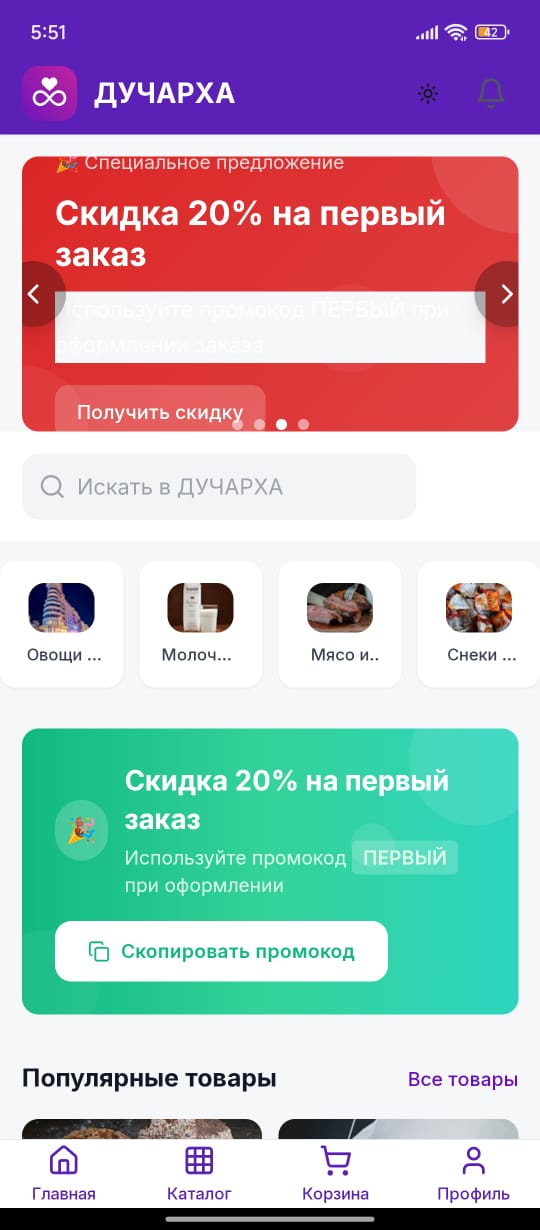 5:51
42
ДУЧАРХА
🎉 Специальное предложение
Скидка 20% на первый
заказ
Используйте промокод ПЕРВЫЙ при
оформлении заказа
Получить скидку
Искать в ДУЧАРХА
Овощи ...
Молоч...
Мясо и..
Снеки ...
Скидка 20% на первый
заказ
Используйте промокод ПЕРВЫЙ
при оформлении
Скопировать промокод
Популярные товары
Все товары
Главная
Каталог
Корзина
Профиль